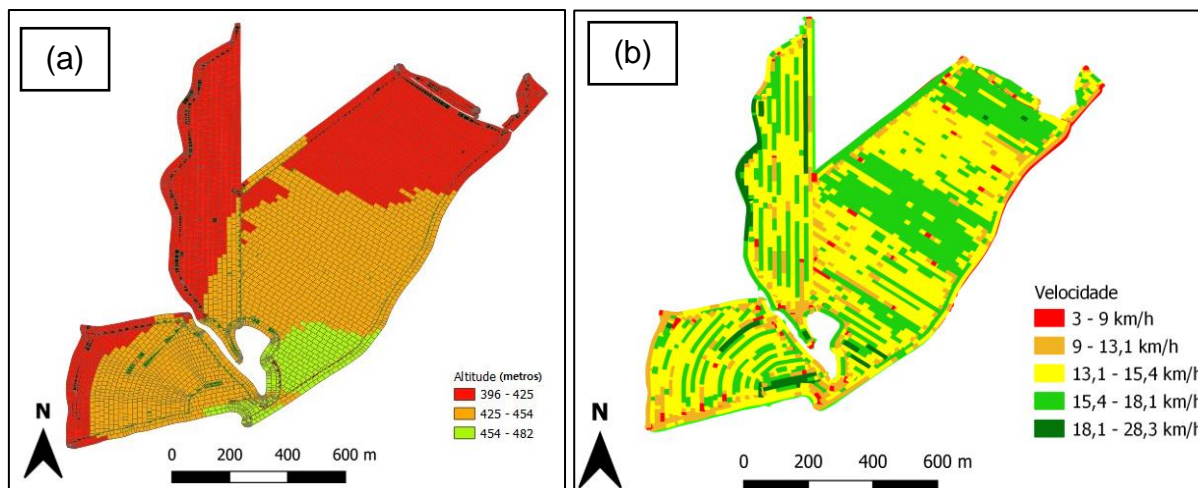 (a)
Altitude (metros)
396 - 425
425 - 454
454 - 482
N
0 200 400 600 m
(b)
Velocidade
3 - 9 km/h
9 - 13,1 km/h
13,1 - 15,4 km/h
15,4 - 18,1 km/h
18,1 - 28,3 km/h
N
0 200 400 600 m